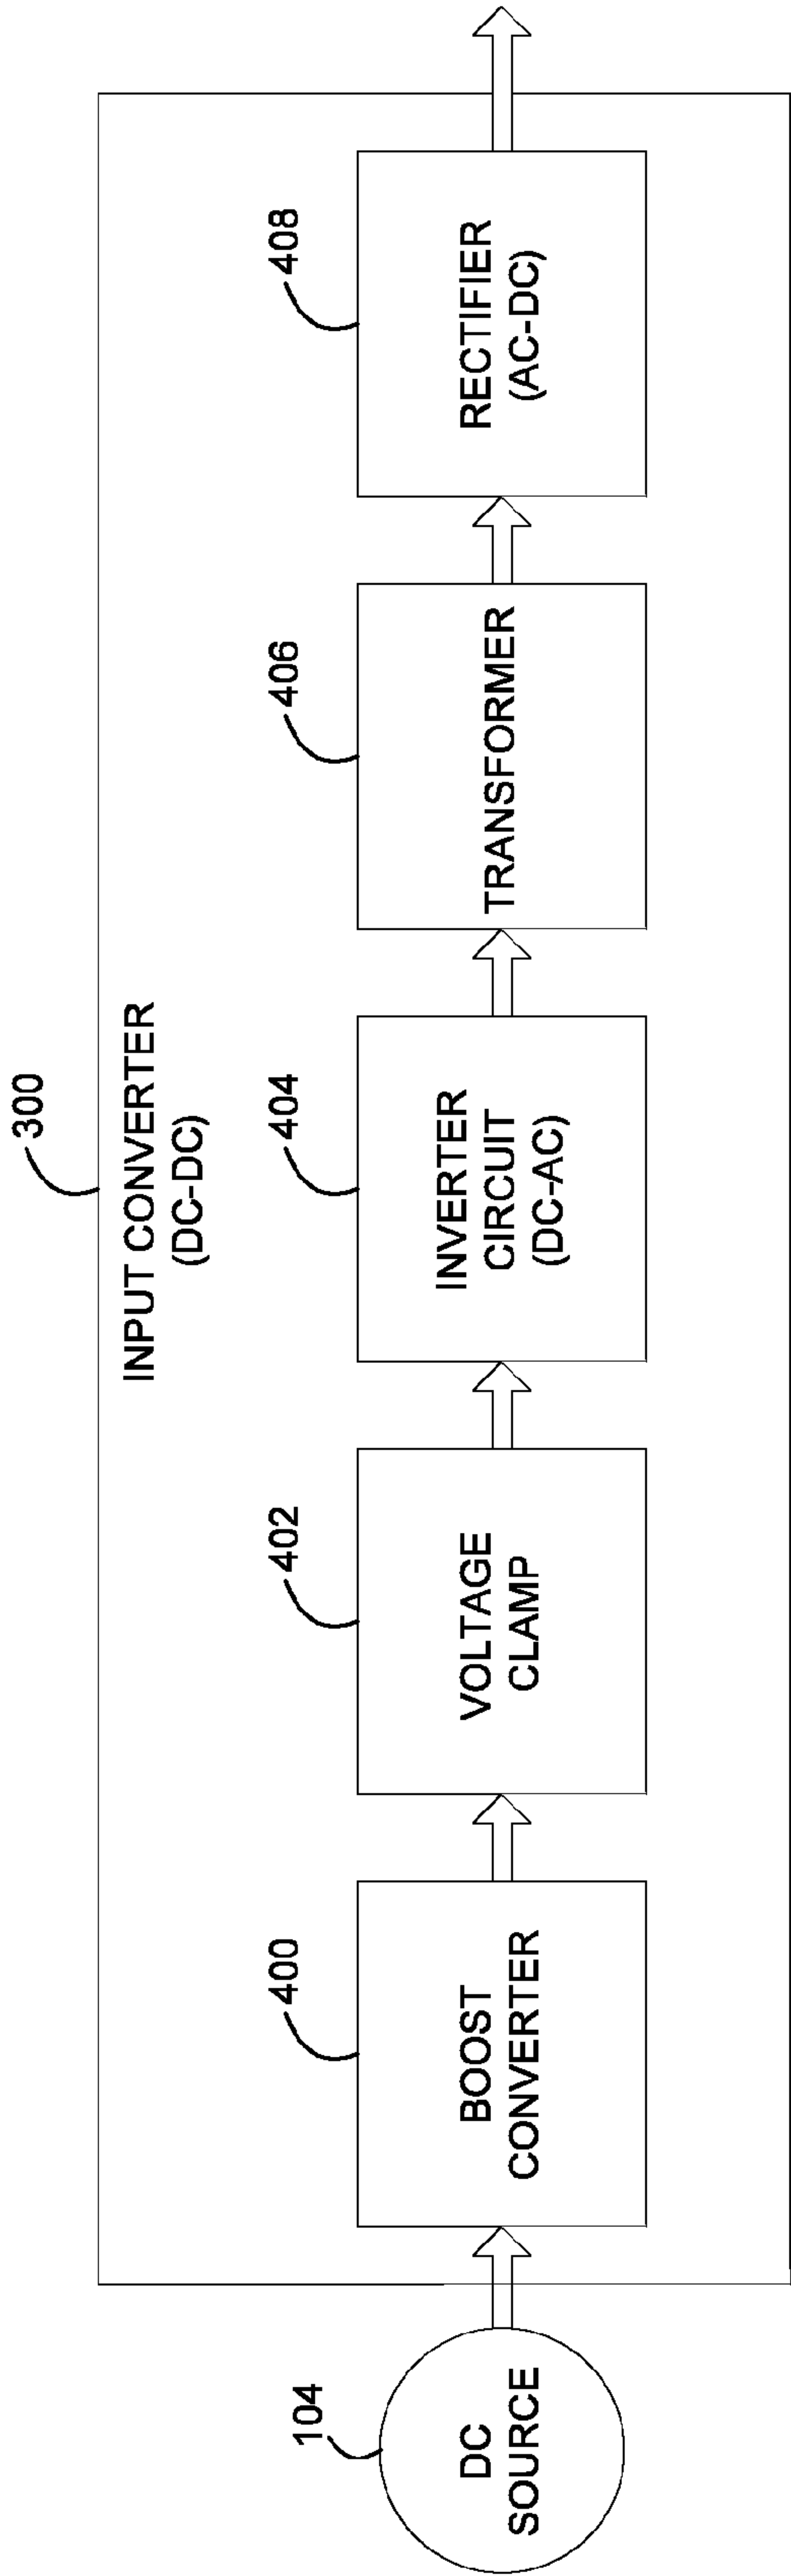 300
INPUT CONVERTER
(DC-DC)
104
DC
SOURCE
400
BOOST
CONVERTER
402
VOLTAGE
CLAMP
404
INVERTER
CIRCUIT
(DC-AC)
406
TRANSFORMER
408
RECTIFIER
(AC-DC)